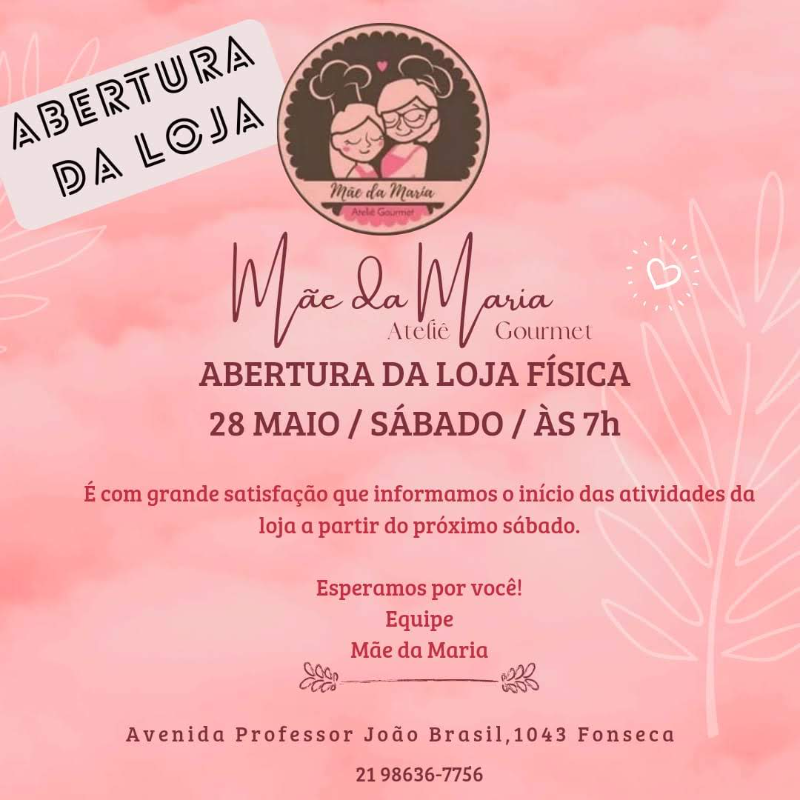 ABERTURA
DA LOJA
Mãe da Maria
Ateliê Gourmet
Mãe da Maria
Ateliê Gourmet
ABERTURA DA LOJA FÍSICA
28 MAIO / SÁBADO / ÀS 7h
É com grande satisfação que informamos o início das atividades da
loja a partir do próximo sábado.
Esperamos por você!
Equipe
Mãe da Maria
Avenida Professor João Brasil,1043 Fonseca
21 98636-7756